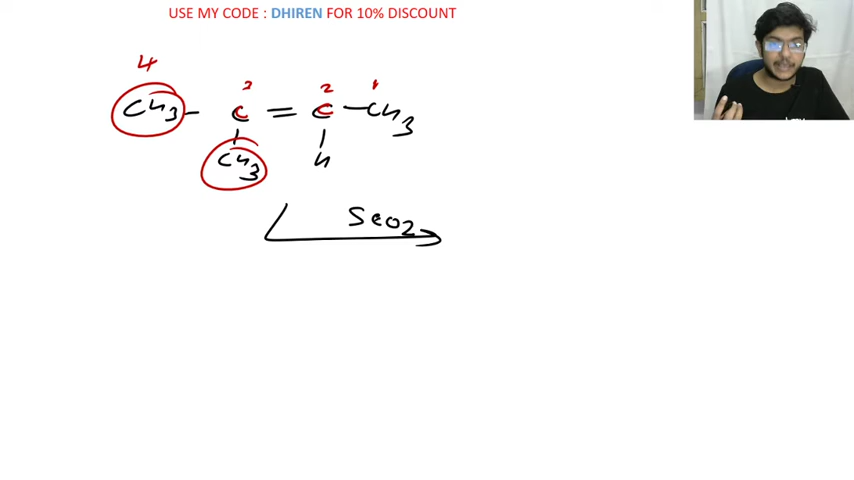 USE MY CODE : DHIREN FOR 10% DISCOUNT
4 3 2 1
CH3 - C = C - CH3
CH3 H
SeO2